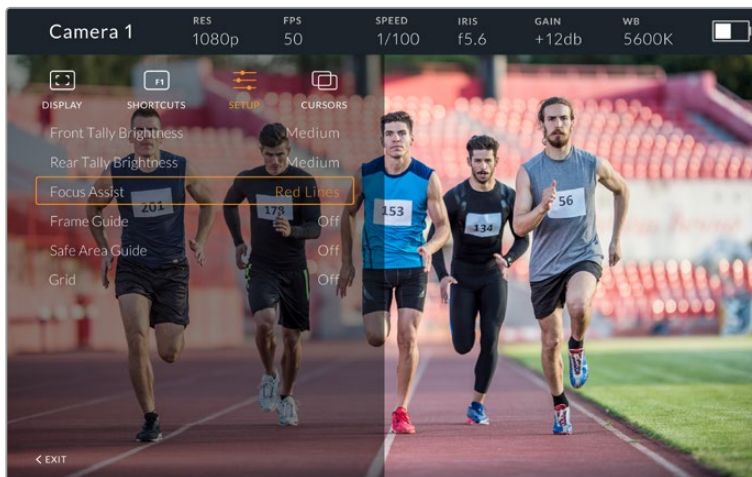 Camera 1 RES FPS SPEED IRIS GAIN WB
1080p 50 1/100 f5.6 +12db 5600K
F1
DISPLAY SHORTCUTS SETUP CURSORS
Front Tally Brightness Medium
Rear Tally Brightness Medium
Focus Assist Red Lines
Frame Guide Off
Safe Area Guide Off
Grid Off
201 178 153 134 56
EXIT